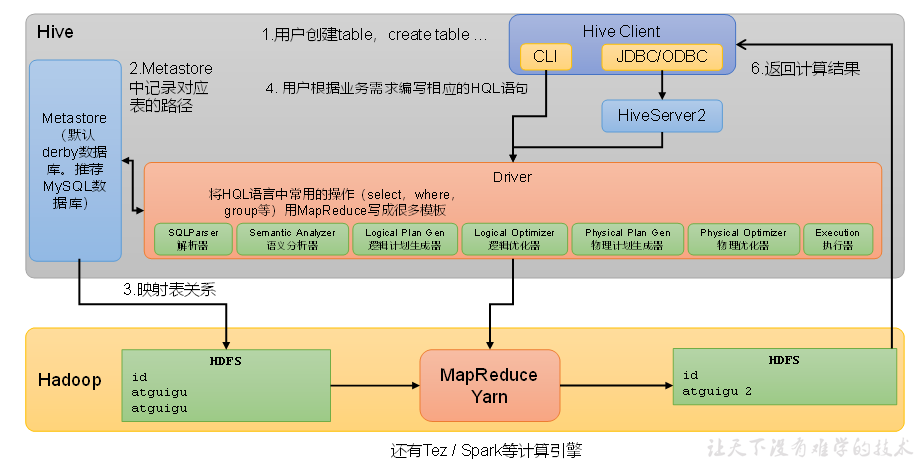 Hive
1.用户创建table，create table ...
Hive Client
CLI
JDBC/ODBC
6.返回计算结果
2.Metastore
中记录对应
表的路径
4. 用户根据业务需求编写相应的HQL语句
HiveServer2
Metastore
（默认
derby数据
库。推荐
MySQL数
据库）
Driver
将HQL语言中常用的操作（select，where，
group等）用MapReduce写成很多模板
SQLParser
解析器
Semantic Analyzer
语义分析器
Logical Plan Gen
逻辑计划生成器
Logical Optimizer
逻辑优化器
Physical Plan Gen
物理计划生成器
Physical Optimizer
物理优化器
Execution
执行器
3.映射表关系
Hadoop
HDFS
id
atguigu
atguigu
MapReduce
Yarn
HDFS
id
atguigu 2
还有Tez / Spark等计算引擎
让天下没有难学的技术